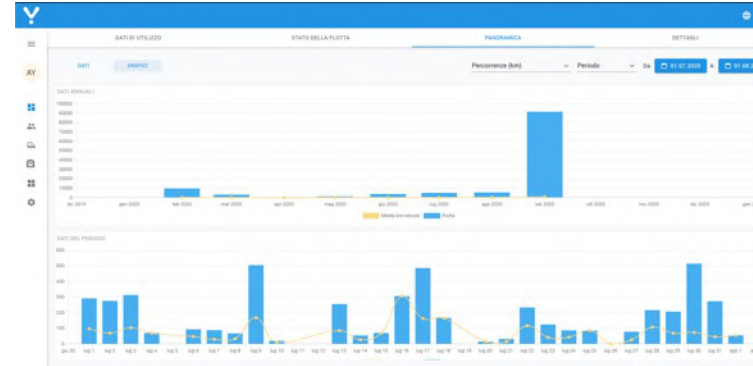 DATI DI UTILIZZO STATO DELLA FLOTTA PANORAMICA DETTAGLI
AY DATI GRAFICI Percorrenze (km) Periodo Da 01.07.2020 A
DATI ANNUALI
100000
90000
80000
70000
60000
50000
40000
30000
20000
10000
0
dic 2019 gen 2020 feb 2020 mar 2020 apr 2020 mag 2020 giu 2020 lug 2020 ago 2020 set 2020 ott 2020 nov 2020 dic 2020
Flotta
DATI DEL PERIODO
600
500
400
300
200
100
0
giu 30 lug 1 lug 2 lug 3 lug 4 lug 5 lug 6 lug 7 lug 8 lug 9 lug 10 lug 11 lug 12 lug 13 lug 14 lug 15 lug 16 lug 17 lug 18 lug 19 lug 20 lug 21 lug 22 lug 23 lug 24 lug 25 lug 26 lug 27 lug 28 lug 29 lug 30 lug 31 ago 1